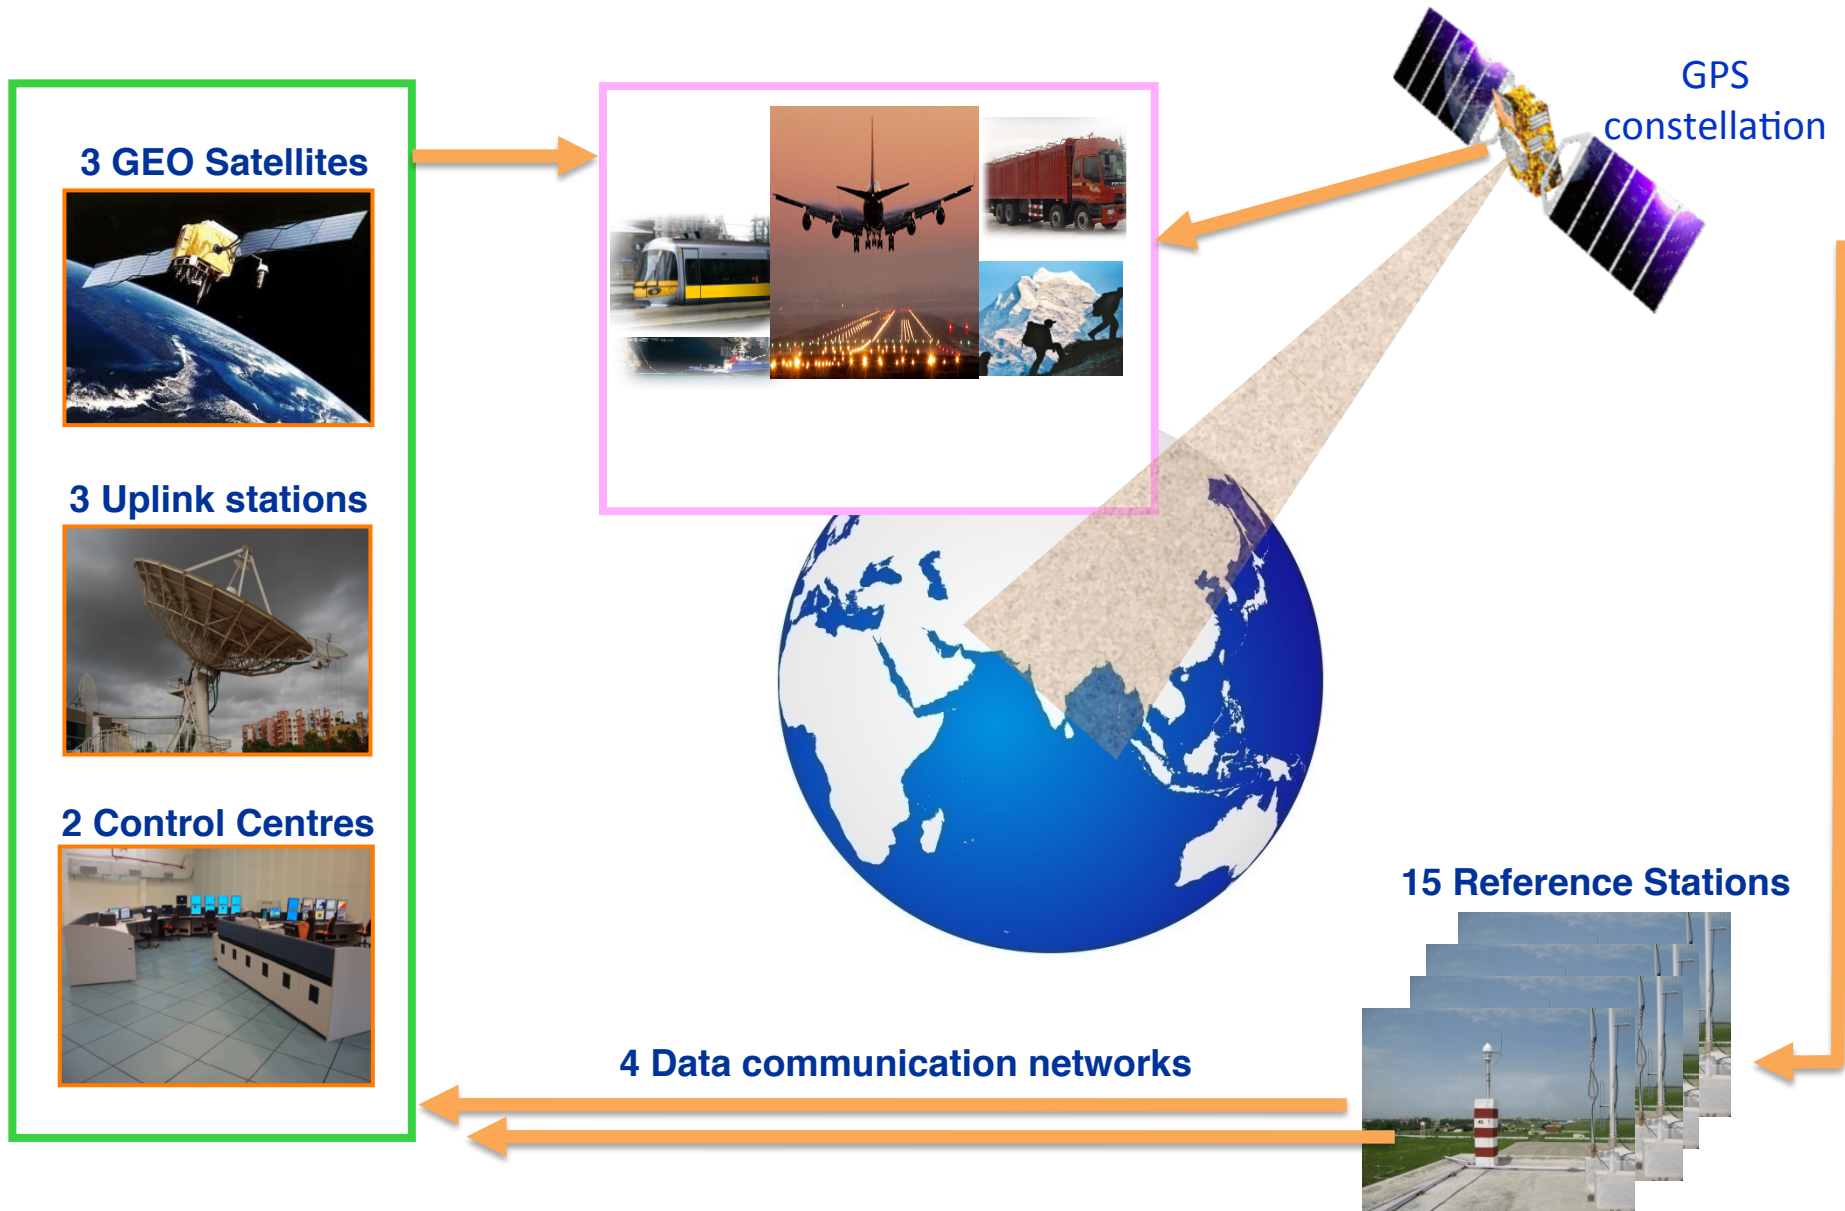 GPS
constellation
3 GEO Satellites
3 Uplink stations
2 Control Centres
15 Reference Stations
4 Data communication networks